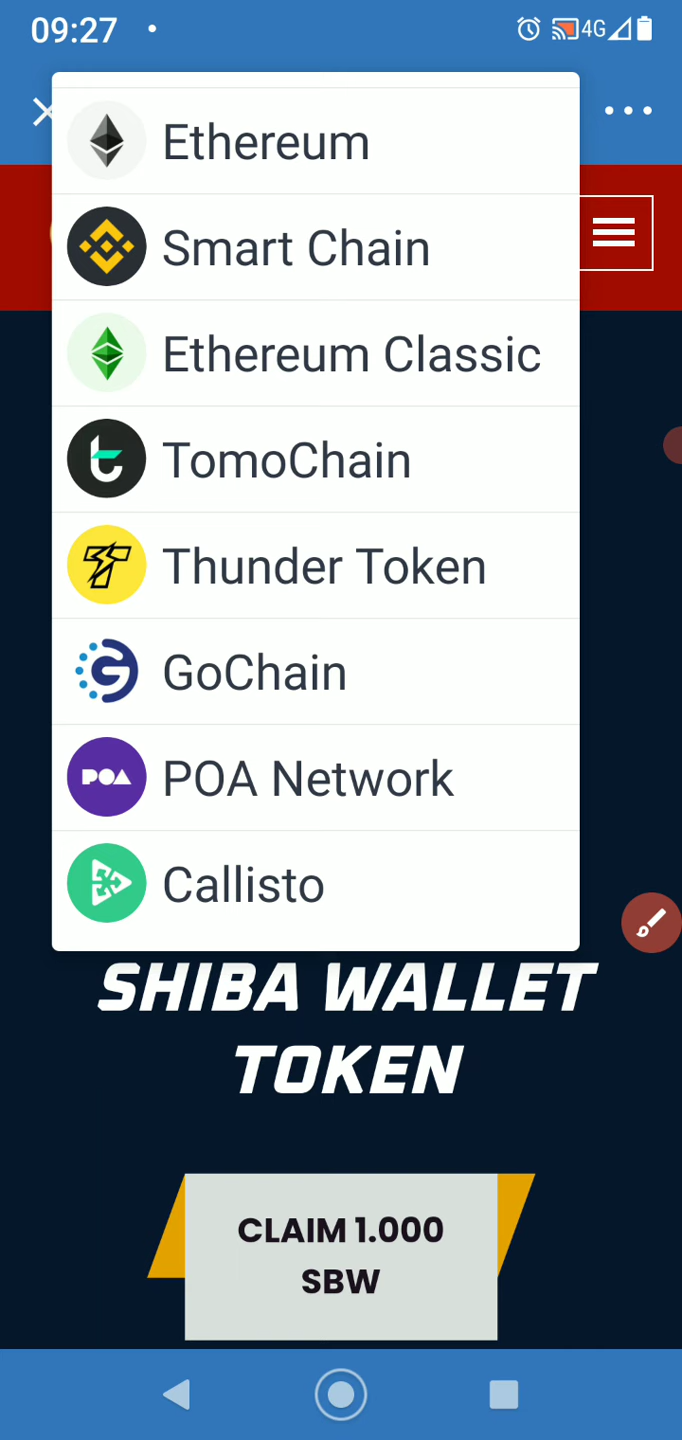 09:27
4G
Ethereum
Smart Chain
Ethereum Classic
TomoChain
Thunder Token
GoChain
POA
POA Network
Callisto
SHIBA WALLET
TOKEN
CLAIM 1.000
SBW